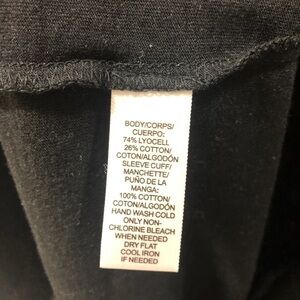 BODY/CORPS/
CUERPO:
74% LYOCELL
26% COTTON/
COTON/ALGODÓN
SLEEVE CUFF/
MANCHETTE/
PUÑO DE LA
MANGA:
100% COTTON/
COTON/ALGODÓN
HAND WASH COLD
ONLY NON-
CHLORINE BLEACH
WHEN NEEDED
DRY FLAT
COOL IRON
IF NEEDED